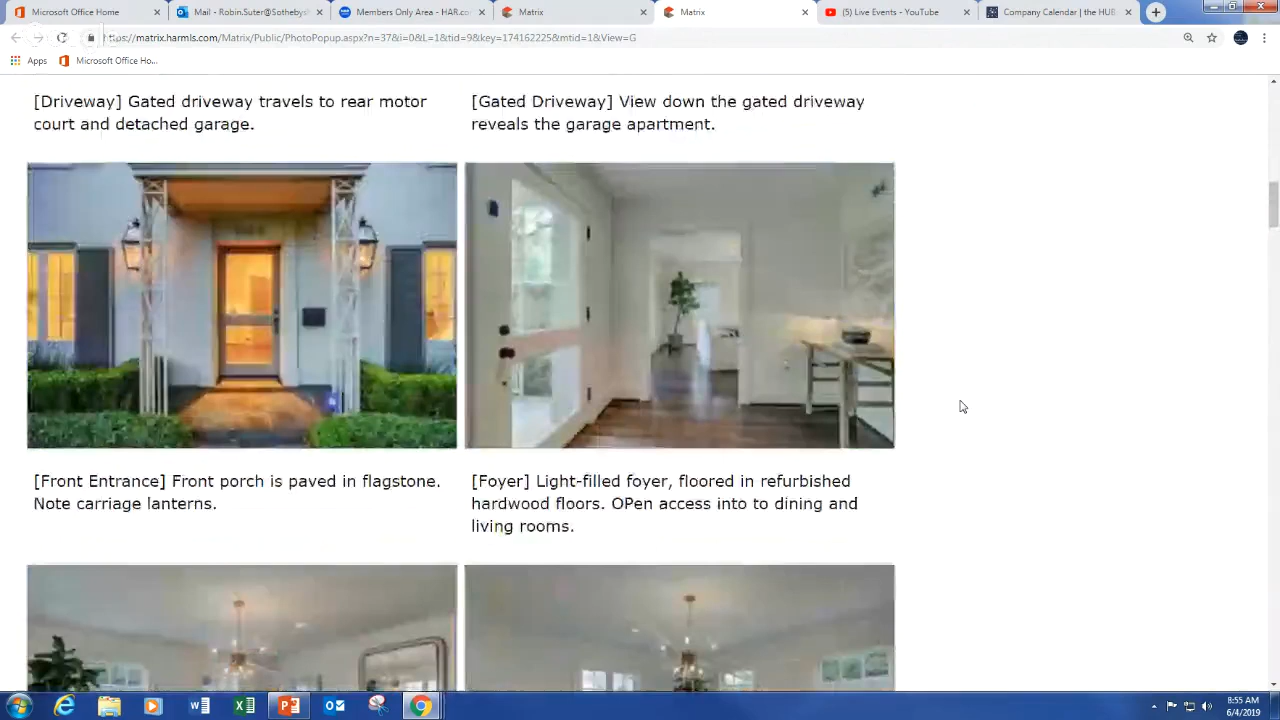 Microsoft Office Home
Mail - Robin.Suter@Sothebys
Members Only Area - HAR.co
Matrix
Matrix
(5) Live Events - YouTube
Company Calendar | the HUB
ttps://matrix.harmls.com/Matrix/Public/PhotoPopup.aspx?n=37&i=0&L=1&tid=9&key=174162225&mtid=1&View=G
Apps
Microsoft Office Ho...
[Driveway] Gated driveway travels to rear motor
court and detached garage.
[Gated Driveway] View down the gated driveway
reveals the garage apartment.
[Front Entrance] Front porch is paved in flagstone.
Note carriage lanterns.
[Foyer] Light-filled foyer, floored in refurbished
hardwood floors. OPen access into to dining and
living rooms.
8:55 AM
6/4/2019